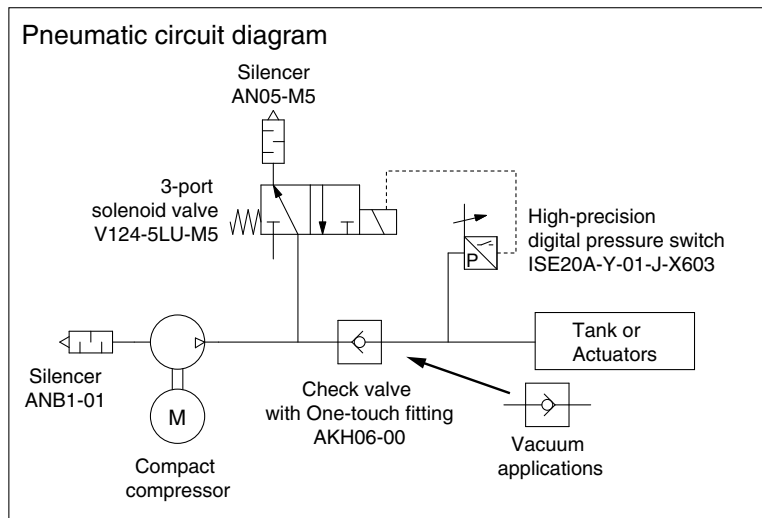 Pneumatic circuit diagram
Silencer
AN05-M5
3-port
solenoid valve
V124-5LU-M5
High-precision
digital pressure switch
ISE20A-Y-01-J-X603
P
Tank or
Actuators
Silencer
ANB1-01
M
Compact
compressor
Check valve
with One-touch fitting
AKH06-00
Vacuum
applications